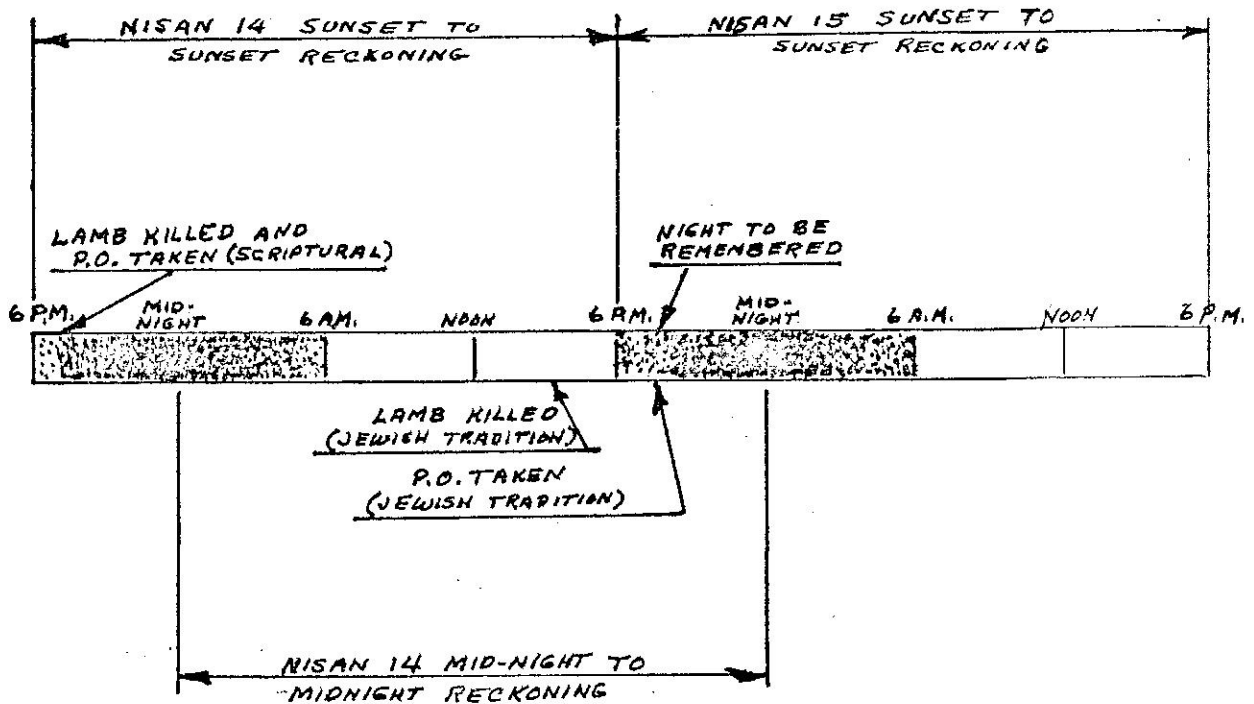 NISAN 14 SUNSET TO
SUNSET RECKONING
NISAN 15 SUNSET TO
SUNSET RECKONING
LAMB KILLED AND
P.O. TAKEN (SCRIPTURAL)
NIGHT TO BE
REMEMBERED
6 P.M. MID-
NIGHT 6 A.M. NOON 6 P.M. MID-
NIGHT 6 A.M. NOON 6 P.M.
LAMB KILLED
(JEWISH TRADITION)
P.O. TAKEN
(JEWISH TRADITION)
NISAN 14 MID-NIGHT TO
MIDNIGHT RECKONING